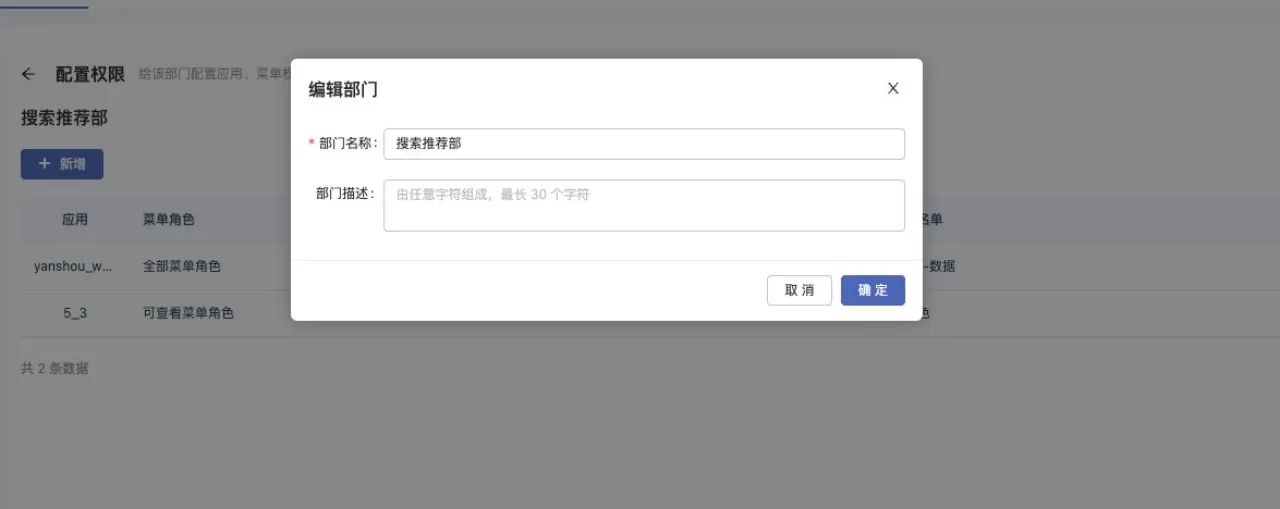 配置权限 给该部门配置应用、菜单
搜索推荐部
+ 新增
应用 菜单角色 名单
yanshou_w... 全部菜单角色 -数据
5_3 可查看菜单角色 色
共 2 条数据
编辑部门
* 部门名称: 搜索推荐部
部门描述: 由任意字符组成，最长 30 个字符
取 消 确 定